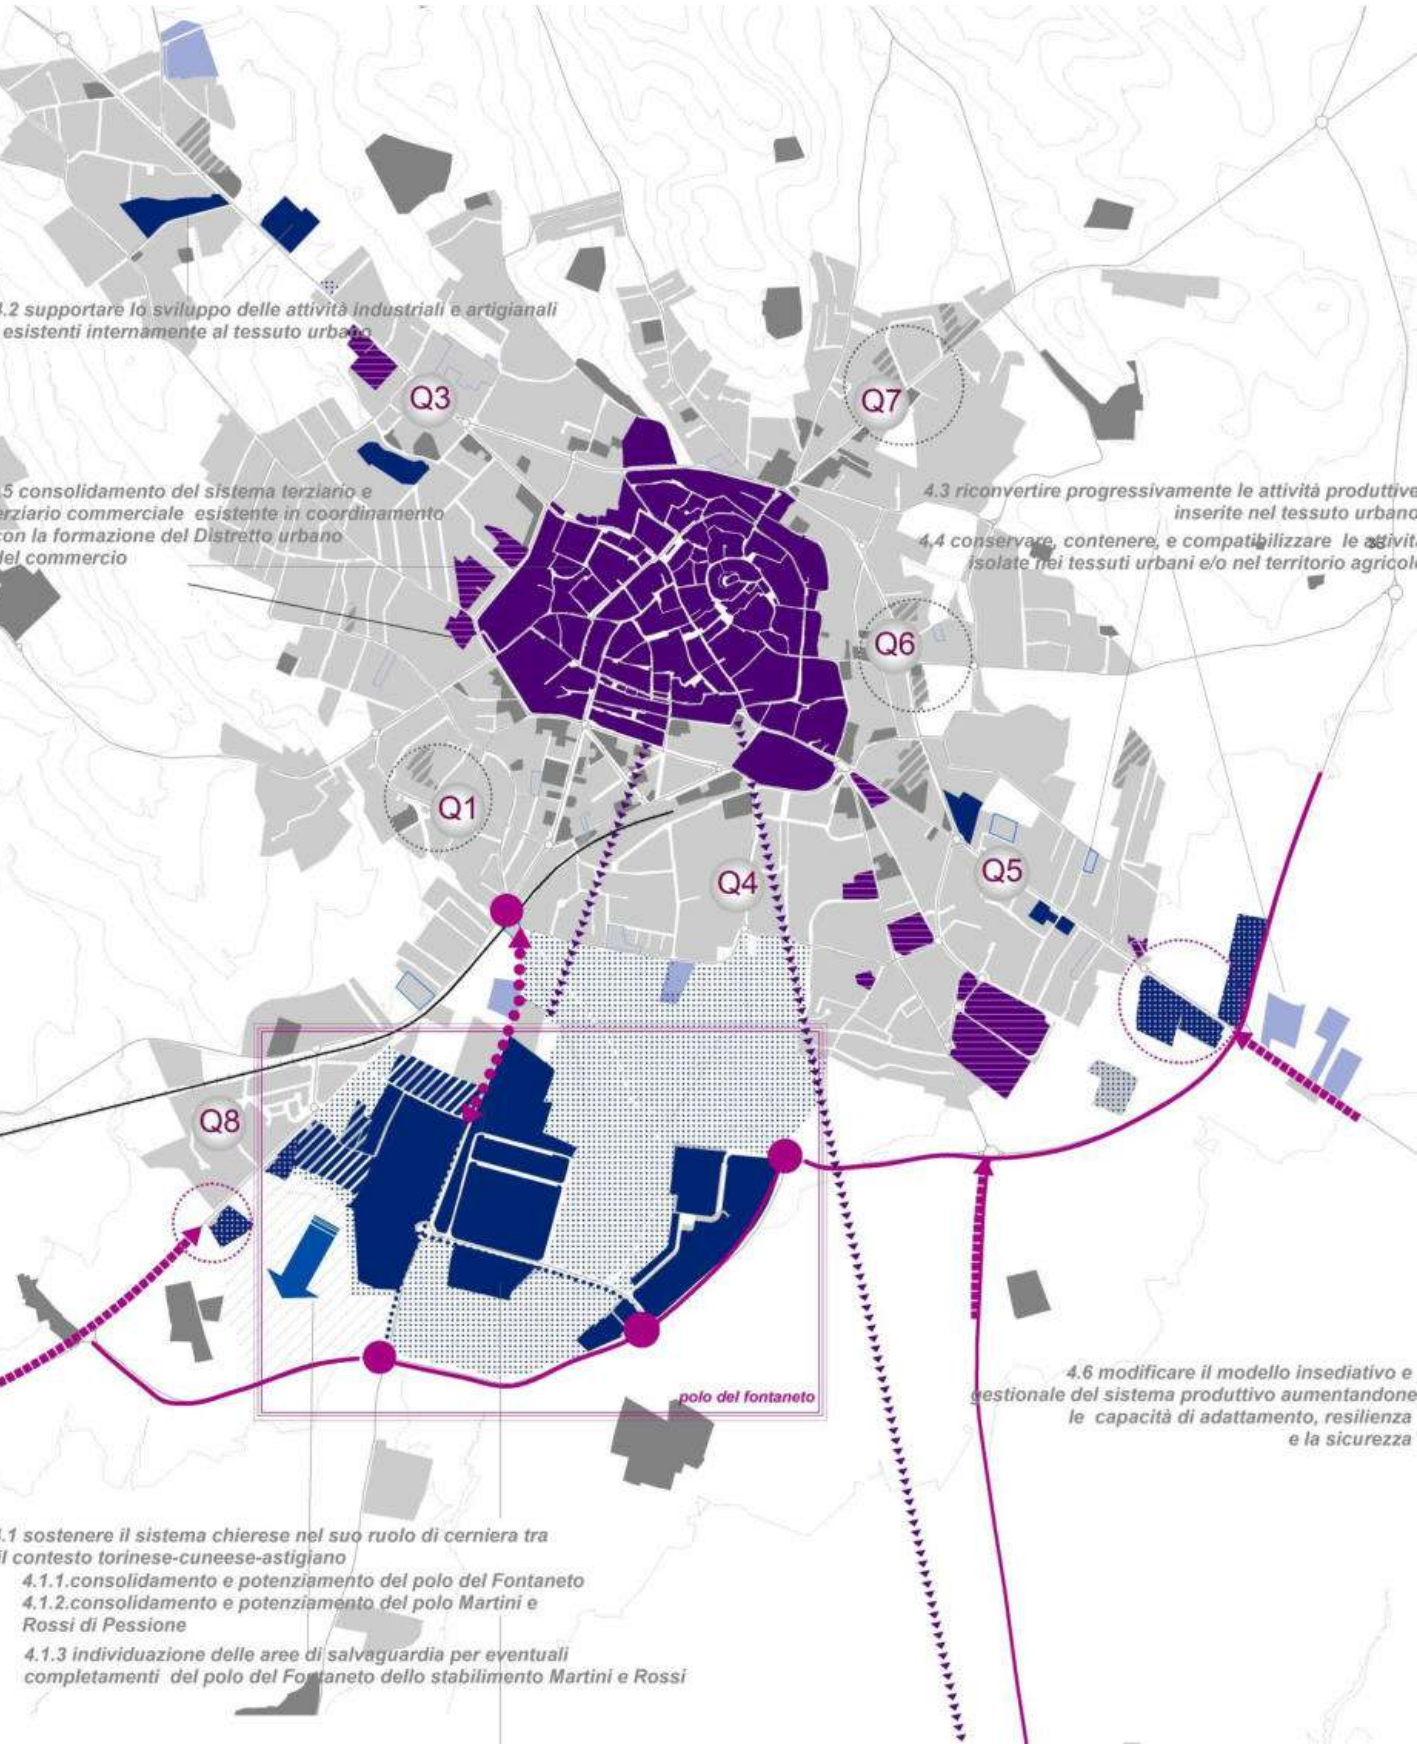 4.2 supportare lo sviluppo delle attività industriali e artigianali
esistenti internamente al tessuto urbano
Q3
Q7
.5 consolidamento del sistema terziario e
erziario commerciale esistente in coordinamento
con la formazione del Distretto urbano
del commercio
4.3 riconvertire progressivamente le attività produttive
inserite nel tessuto urbano
4.4 conservare, contenere, e compatibilizzare le attivita
isolate nei tessuti urbani e/o nel territorio agricolo
Q6
Q1
Q4
Q5
Q8
polo del fontaneto
4.6 modificare il modello insediativo e
gestionale del sistema produttivo aumentandone
le capacità di adattamento, resilienza
e la sicurezza
.1 sostenere il sistema chierese nel suo ruolo di cerniera tra
il contesto torinese-cuneese-astigiano
4.1.1.consolidamento e potenziamento del polo del Fontaneto
4.1.2.consolidamento e potenziamento del polo Martini e
Rossi di Pessione
4.1.3 individuazione delle aree di salvaguardia per eventuali
completamenti del polo del Fontaneto dello stabilimento Martini e Rossi